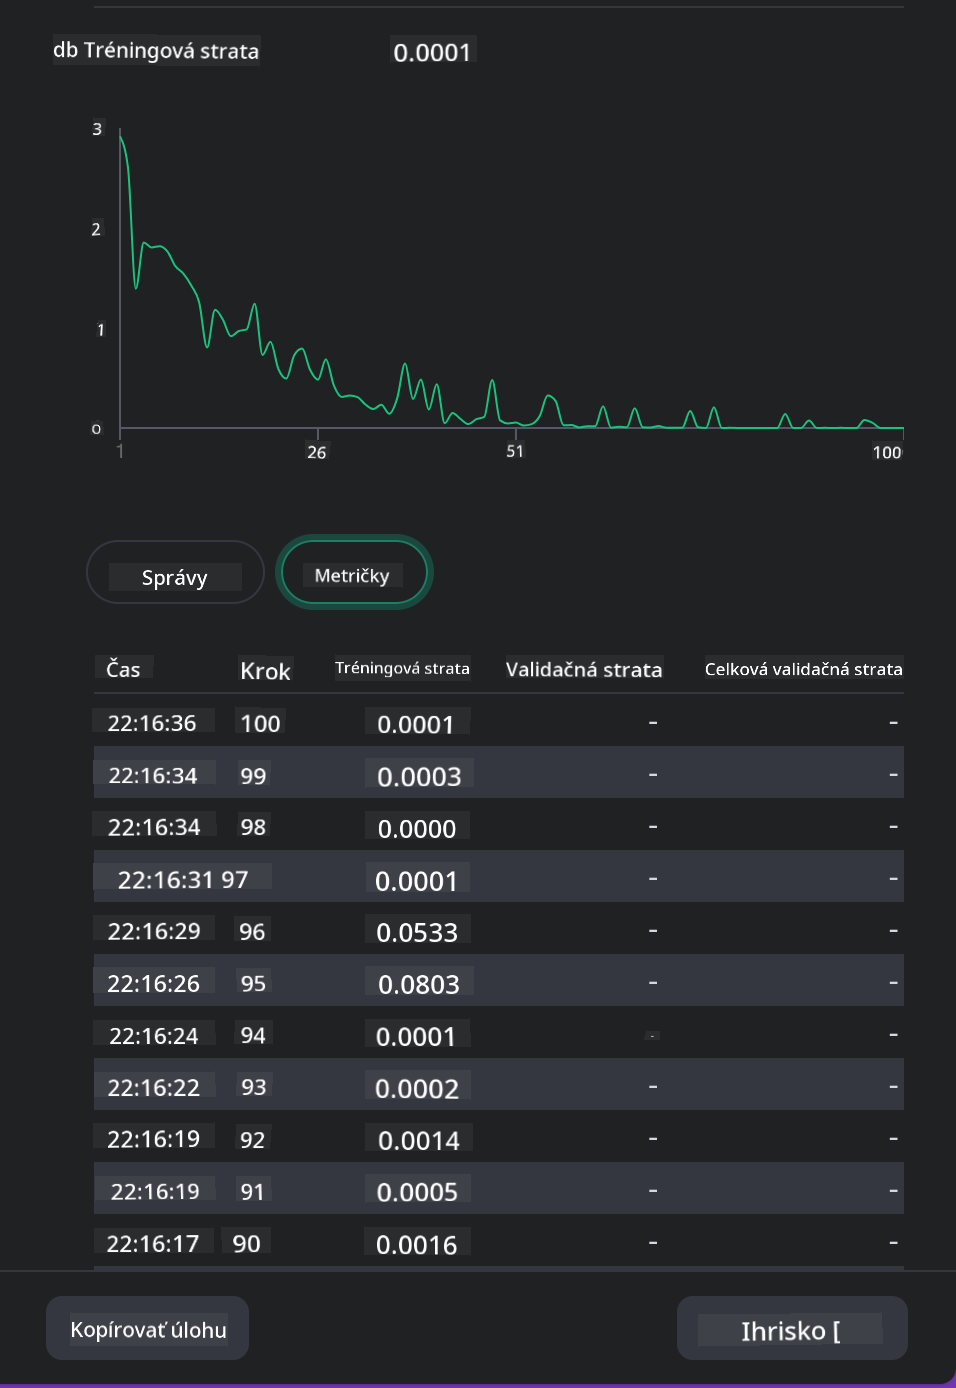 db Tréningová strata 0.0001
3
2
1
0
1 26 51 100
Správy Metričky
Čas Krok Tréningová strata Validačná strata Celková validačná strata
22:16:36 100 0.0001 - -
22:16:34 99 0.0003 - -
22:16:34 98 0.0000 - -
22:16:31 97 0.0001 - -
22:16:29 96 0.0533 - -
22:16:26 95 0.0803 - -
22:16:24 94 0.0001 - -
22:16:22 93 0.0002 - -
22:16:19 92 0.0014 - -
22:16:19 91 0.0005 - -
22:16:17 90 0.0016 - -
Kopírovať úlohu Ihrisko [